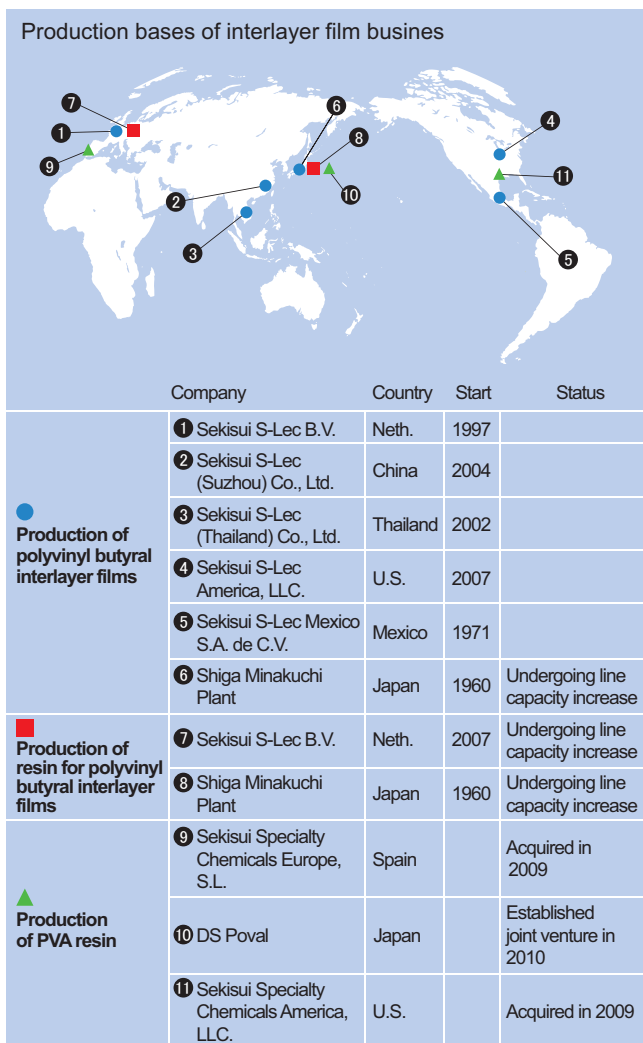 Production bases of interlayer film busines
7
6
4
1
8
9
11
10
2
3
5
Company Country Start Status
Production of
polyvinyl butyral
interlayer films
1 Sekisui S-Lec B.V. Neth. 1997
2 Sekisui S-Lec
(Suzhou) Co., Ltd. China 2004
3 Sekisui S-Lec
(Thailand) Co., Ltd. Thailand 2002
4 Sekisui S-Lec
America, LLC. U.S. 2007
5 Sekisui S-Lec Mexico
S.A. de C.V. Mexico 1971
6 Shiga Minakuchi
Plant Japan 1960 Undergoing line
capacity increase
Production of
resin for polyvinyl
butyral interlayer
films
7 Sekisui S-Lec B.V. Neth. 2007 Undergoing line
capacity increase
8 Shiga Minakuchi
Plant Japan 1960 Undergoing line
capacity increase
Production
of PVA resin
9 Sekisui Specialty
Chemicals Europe,
S.L. Spain Acquired in
2009
10 DS Poval Japan Established
joint venture in
2010
11 Sekisui Specialty
Chemicals America,
LLC. U.S. Acquired in 2009